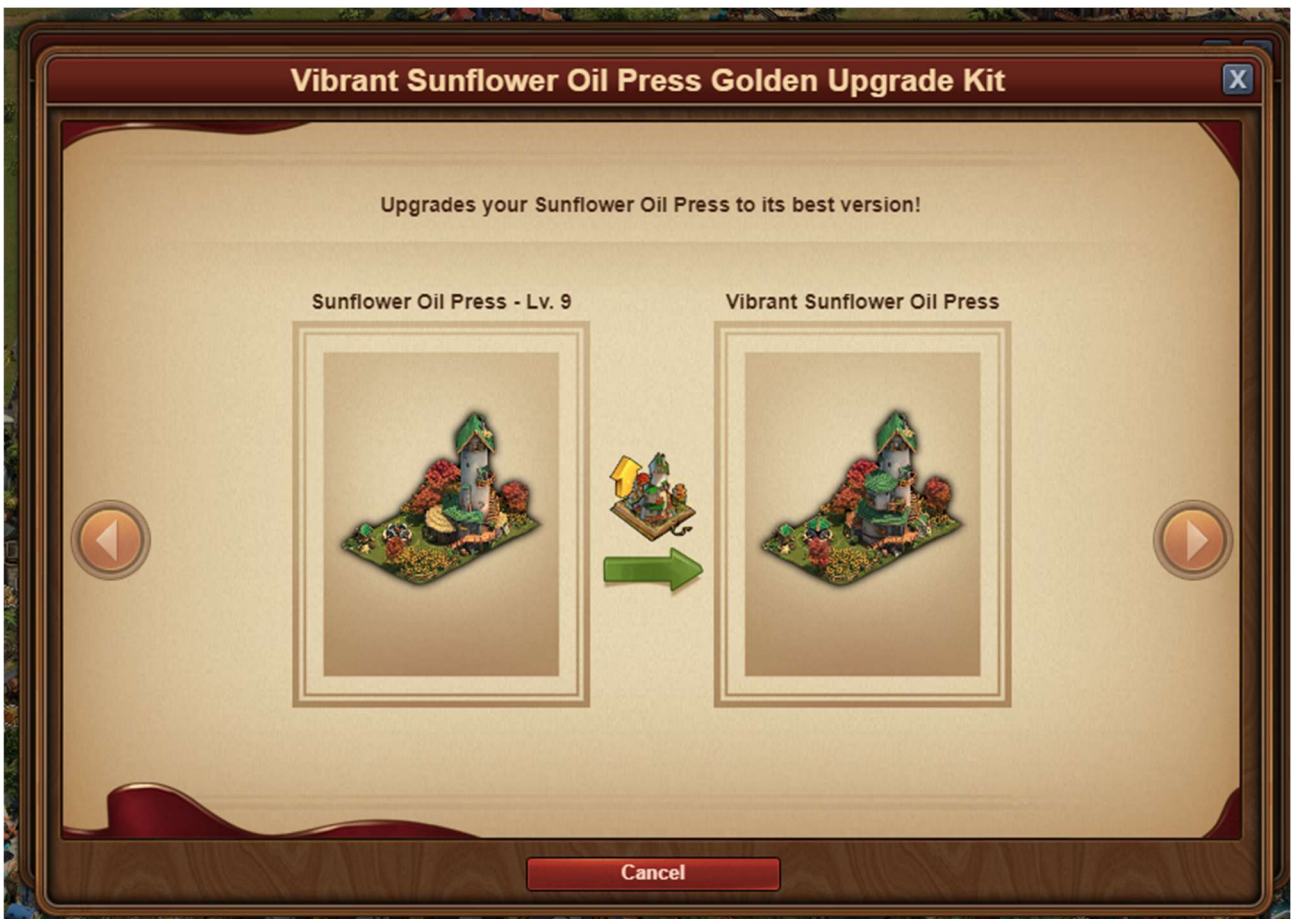 Vibrant Sunflower Oil Press Golden Upgrade Kit
X
Upgrades your Sunflower Oil Press to its best version!
Sunflower Oil Press - Lv. 9
Vibrant Sunflower Oil Press
Cancel